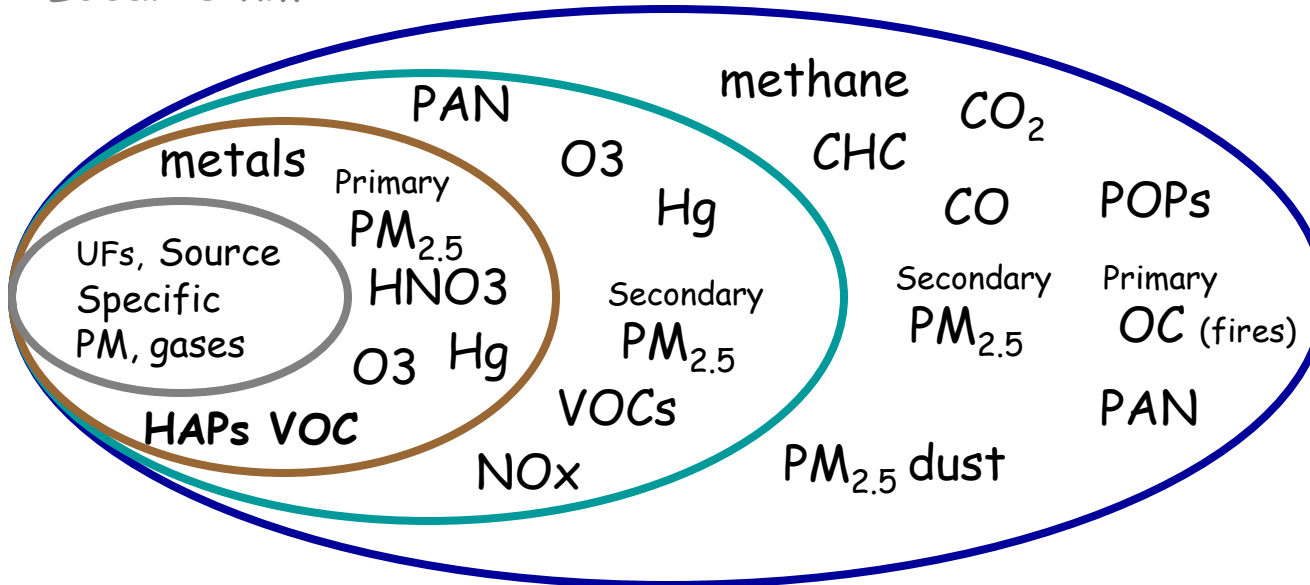 methane
CO2
PAN
CHC
O3
metals
Primary
PM2.5
Hg
CO
POPs
UFs, Source
Specific
PM, gases
HNO3
Secondary
PM2.5
Secondary
PM2.5
Primary
OC (fires)
O3
Hg
VOCs
PAN
HAPs VOC
NOx
PM2.5 dust